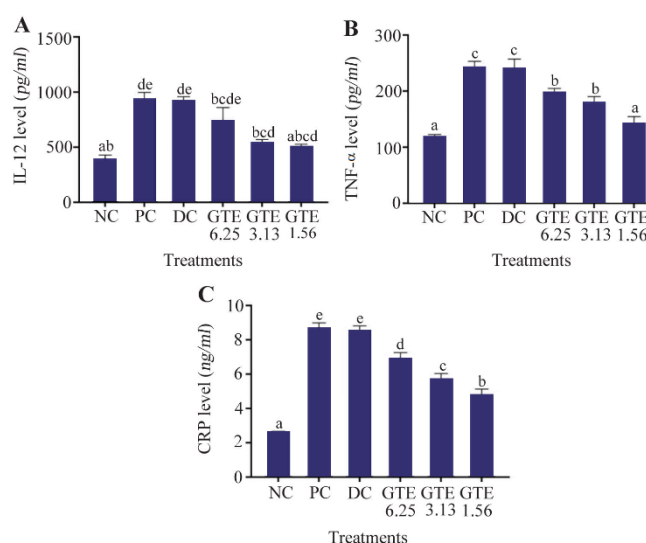 A
IL-12 level (pg/ml)
1500
1000
500
0
ab
de
de
bcde
bcd
abcd
NC PC DC GTE GTE GTE
6.25 3.13 1.56
Treatments
B
TNF-α level (pg/ml)
300
200
100
0
a
c
c
b
b
a
NC PC DC GTE GTE GTE
6.25 3.13 1.56
Treatments
C
CRP level (ng/ml)
10
8
6
4
2
0
a
e
e
d
c
b
NC PC DC GTE GTE GTE
6.25 3.13 1.56
Treatments